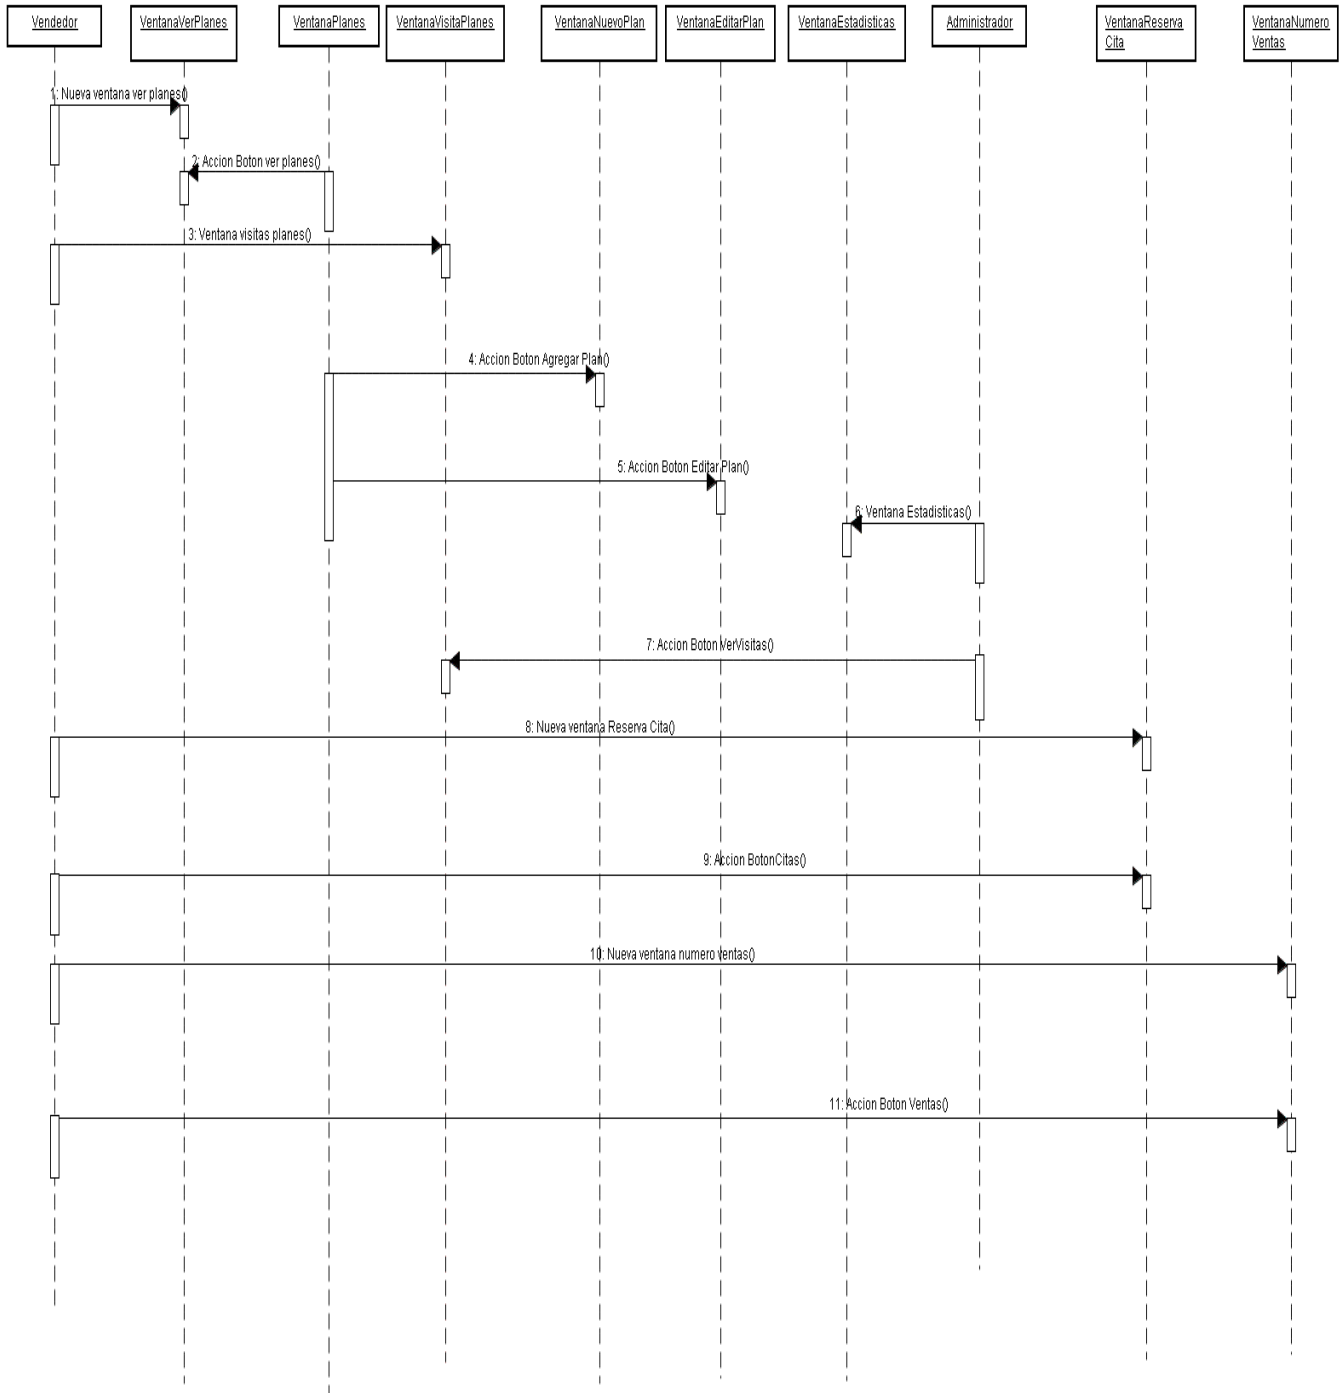 Vendedor
VentanaVerPlanes
VentanaPlanes
VentanaVisitaPlanes
VentanaNuevoPlan
VentanaEditarPlan
VentanaEstadisticas
Administrador
VentanaReserva
Cita
VentanaNumero
Ventas
1: Nueva ventana ver planes()
2: Accion Boton ver planes()
3: Ventana visitas planes()
4: Accion Boton Agregar Plan()
5: Accion Boton Editar Plan()
6: Ventana Estadisticas()
7: Accion Boton VerVisitas()
8: Nueva ventana Reserva Cita()
9: Accion BotonCitas()
10: Nueva ventana numero ventas()
11: Accion Boton Ventas()